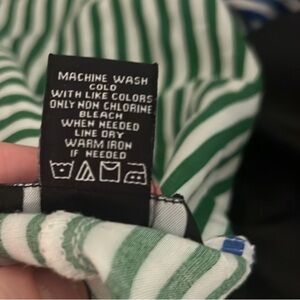 MACHINE WASH
COLD
WITH LIKE COLORS
ONLY NON CHLORINE
BLEACH
WHEN NEEDED
LINE DRY
WARM IRON
IF NEEDED